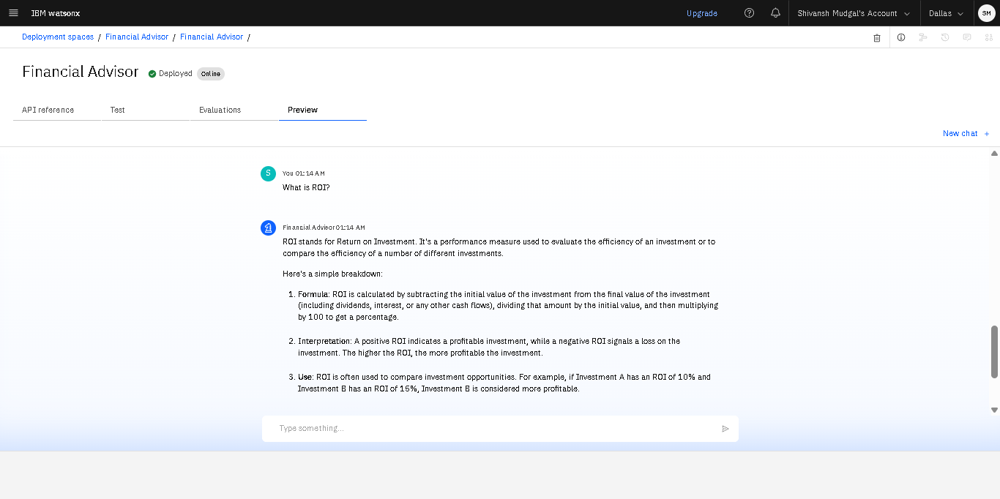 IBM watsonx
Upgrade
Shivansh Mudgal's Account
Dallas
SM
Deployment spaces / Financial Advisor / Financial Advisor /
Financial Advisor
Deployed
Online
API reference
Test
Evaluations
Preview
New chat +
S
You 01:14 AM
What is ROI?
Financial Advisor 01:14 AM
ROI stands for Return on Investment. It's a performance measure used to evaluate the efficiency of an investment or to
compare the efficiency of a number of different investments.
Here's a simple breakdown:
1. Formula: ROI is calculated by subtracting the initial value of the investment from the final value of the investment
(including dividends, interest, or any other cash flows), dividing that amount by the initial value, and then multiplying
by 100 to get a percentage.
2. Interpretation: A positive ROI indicates a profitable investment, while a negative ROI signals a loss on the
investment. The higher the ROI, the more profitable the investment.
3. Use: ROI is often used to compare investment opportunities. For example, if Investment A has an ROI of 10% and
Investment B has an ROI of 15%, Investment B is considered more profitable.
Type something...